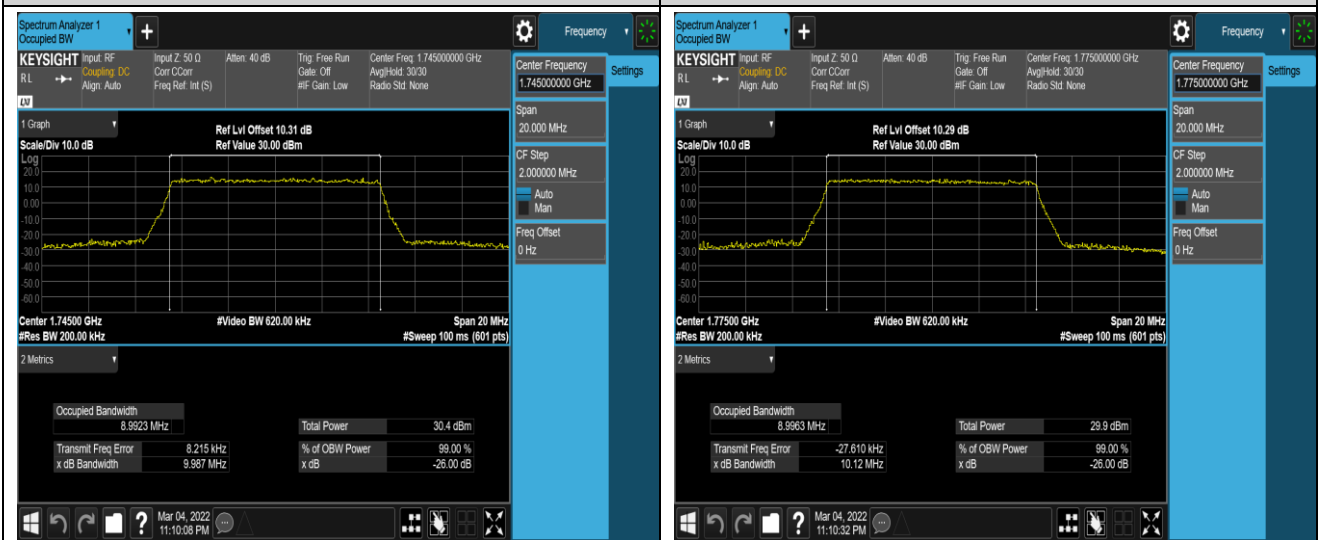 Spectrum Analyzer 1
Occupied BW
+
Frequency
KEYSIGHT
RL
LXI
Input: RF
Coupling: DC
Align: Auto
Input Z: 50 Ω
Corr CCorr
Freq Ref: Int (S)
Atten: 40 dB
Trig: Free Run
Gate: Off
#IF Gain: Low
Center Freq: 1.745000000 GHz
Avg|Hold: 30/30
Radio Std: None
Center Frequency
1.745000000 GHz
Settings
Span
20.000 MHz
CF Step
2.000000 MHz
Auto
Man
Freq Offset
0 Hz
1 Graph
Scale/Div 10.0 dB
Ref Lvl Offset 10.31 dB
Ref Value 30.00 dBm
Log
20.0
10.0
0.00
-10.0
-20.0
-30.0
-40.0
-50.0
-60.0
Center 1.74500 GHz
#Video BW 620.00 kHz
Span 20 MHz
#Res BW 200.00 kHz
#Sweep 100 ms (601 pts)
2 Metrics
Occupied Bandwidth
8.9923 MHz
Total Power 30.4 dBm
Transmit Freq Error 8.215 kHz
% of OBW Power 99.00 %
x dB Bandwidth 9.987 MHz
x dB -26.00 dB
?
Mar 04, 2022
11:10:08 PM
Spectrum Analyzer 1
Occupied BW
+
Frequency
KEYSIGHT
RL
LXI
Input: RF
Coupling: DC
Align: Auto
Input Z: 50 Ω
Corr CCorr
Freq Ref: Int (S)
Atten: 40 dB
Trig: Free Run
Gate: Off
#IF Gain: Low
Center Freq: 1.775000000 GHz
Avg|Hold: 30/30
Radio Std: None
Center Frequency
1.775000000 GHz
Settings
Span
20.000 MHz
CF Step
2.000000 MHz
Auto
Man
Freq Offset
0 Hz
1 Graph
Scale/Div 10.0 dB
Ref Lvl Offset 10.29 dB
Ref Value 30.00 dBm
Log
20.0
10.0
0.00
-10.0
-20.0
-30.0
-40.0
-50.0
-60.0
Center 1.77500 GHz
#Video BW 620.00 kHz
Span 20 MHz
#Res BW 200.00 kHz
#Sweep 100 ms (601 pts)
2 Metrics
Occupied Bandwidth
8.9963 MHz
Total Power 29.9 dBm
Transmit Freq Error -27.610 kHz
% of OBW Power 99.00 %
x dB Bandwidth 10.12 MHz
x dB -26.00 dB
?
Mar 04, 2022
11:10:32 PM